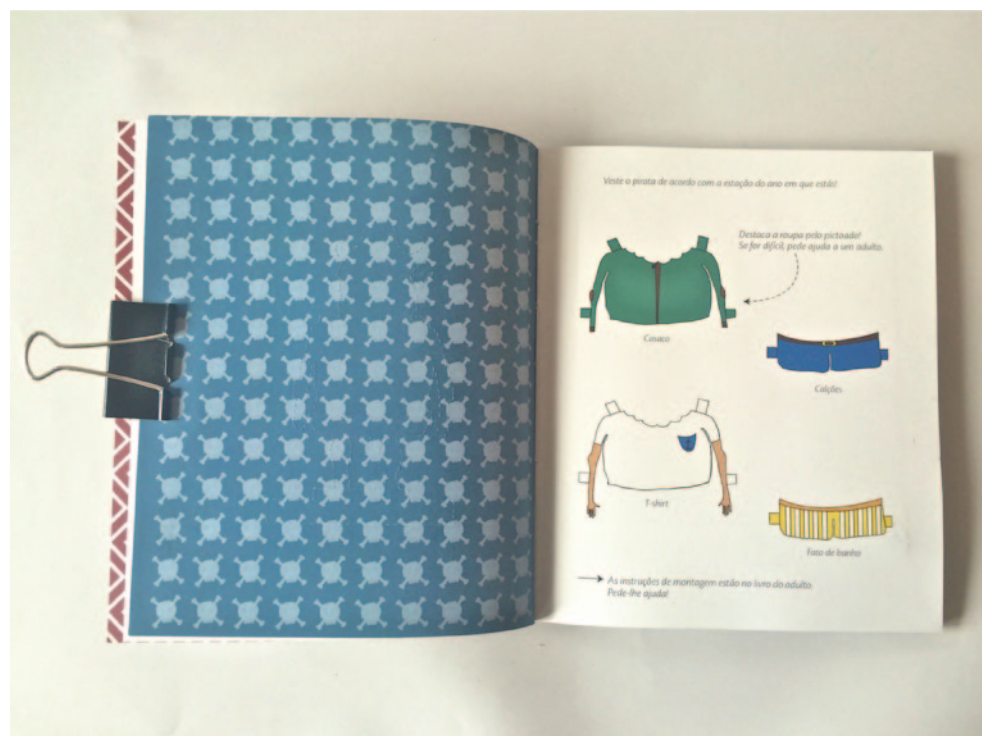 Veste o pirata de acordo com a estação do ano em que estás!
Destaca a roupa pelo picotado!
Se for difícil, pede ajuda a um adulto.
Casaco
Calções
T-shirt
Fato de banho
As instruções de montagem estão no livro do adulto.
Pede-lhe ajuda!